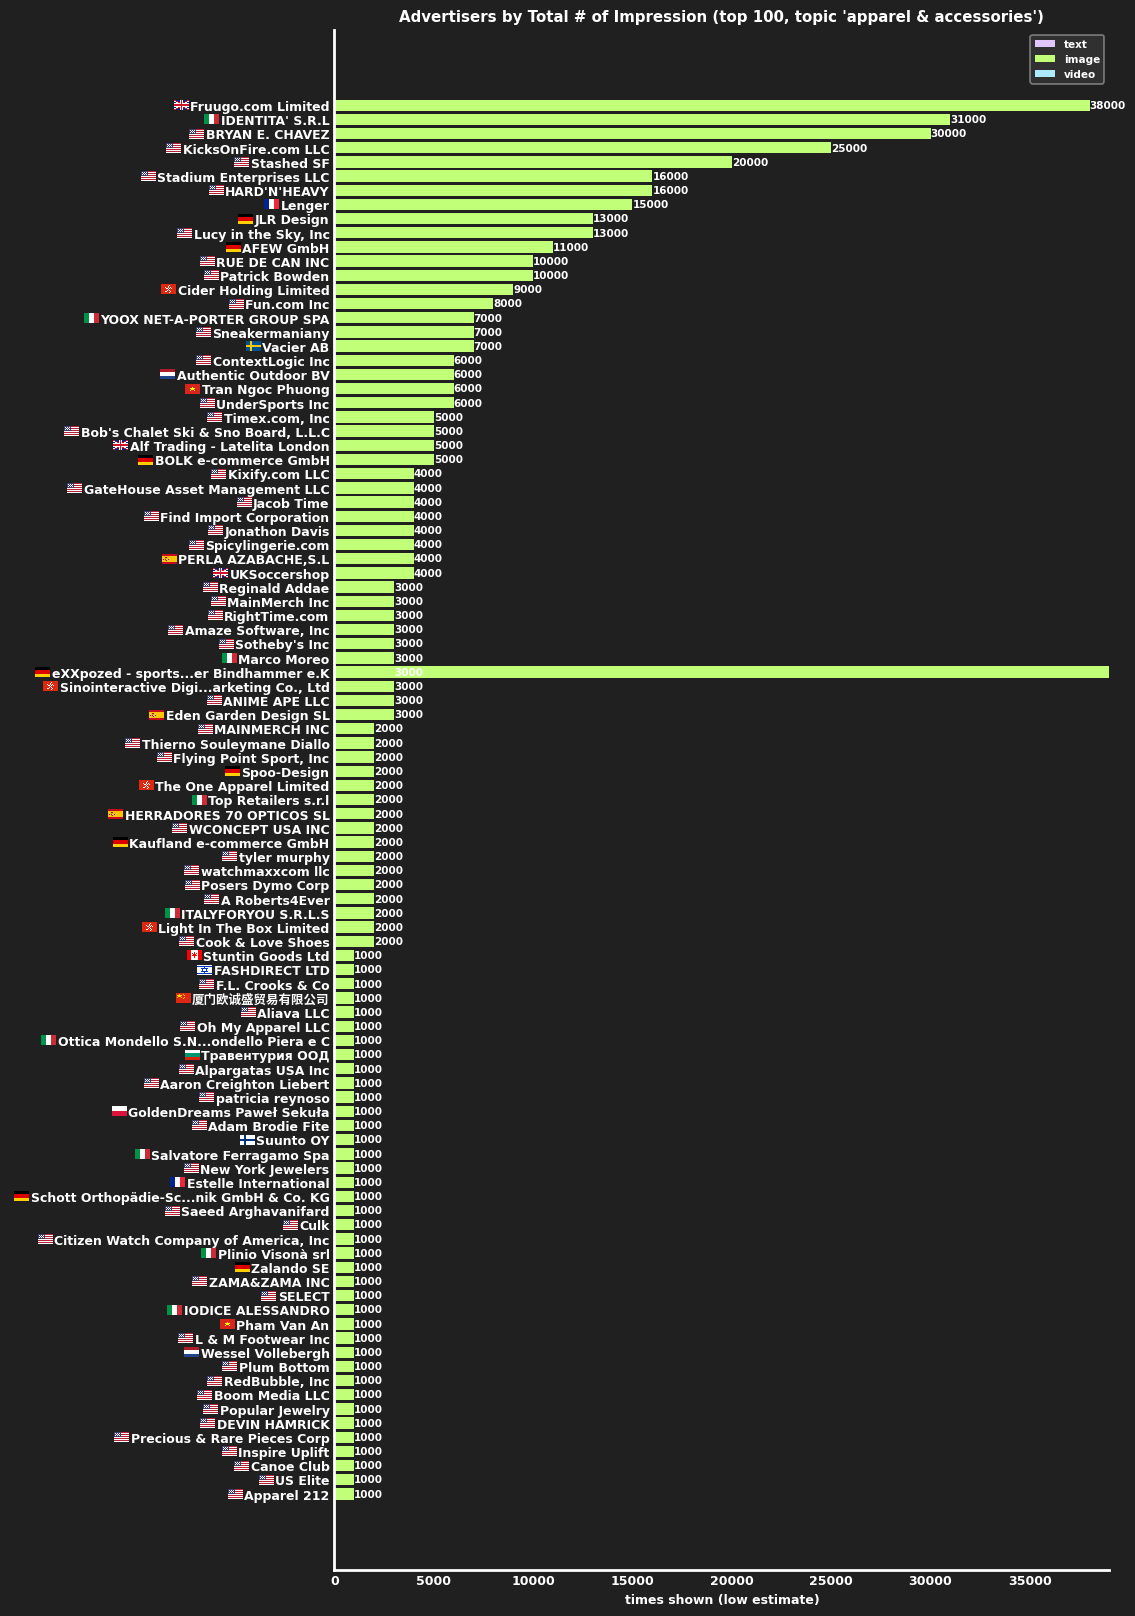 Advertisers by Total # of Impression (top 100, topic 'apparel & accessories')
text
image
video
Fruugo.com Limited 38000
IDENTITA' S.R.L 31000
BRYAN E. CHAVEZ 30000
KicksOnFire.com LLC 25000
Stashed SF 20000
Stadium Enterprises LLC 16000
HARD'N'HEAVY 16000
Lenger 15000
JLR Design 13000
Lucy in the Sky, Inc 13000
AFEW GmbH 11000
RUE DE CAN INC 10000
Patrick Bowden 10000
Cider Holding Limited 9000
Fun.com Inc 8000
YOOX NET-A-PORTER GROUP SPA 7000
Sneakermaniany 7000
Vacier AB 7000
ContextLogic Inc 6000
Authentic Outdoor BV 6000
Tran Ngoc Phuong 6000
UnderSports Inc 6000
Timex.com, Inc 5000
Bob's Chalet Ski & Sno Board, L.L.C 5000
Alf Trading - Latelita London 5000
BOLK e-commerce GmbH 5000
Kixify.com LLC 4000
GateHouse Asset Management LLC 4000
Jacob Time 4000
Find Import Corporation 4000
Jonathon Davis 4000
Spicylingerie.com 4000
PERLA AZABACHE,S.L 4000
UKSoccershop 4000
Reginald Addae 3000
MainMerch Inc 3000
RightTime.com 3000
Amaze Software, Inc 3000
Sotheby's Inc 3000
Marco Moreo 3000
eXXpozed - sports...er Bindhammer e.K 3000
Sinointeractive Digi...arketing Co., Ltd 3000
ANIME APE LLC 3000
Eden Garden Design SL 3000
MAINMERCH INC 2000
Thierno Souleymane Diallo 2000
Flying Point Sport, Inc 2000
Spoo-Design 2000
The One Apparel Limited 2000
Top Retailers s.r.l 2000
HERRADORES 70 OPTICOS SL 2000
WCONCEPT USA INC 2000
Kaufland e-commerce GmbH 2000
tyler murphy 2000
watchmaxxcom llc 2000
Posers Dymo Corp 2000
A Roberts4Ever 2000
ITALYFORYOU S.R.L.S 2000
Light In The Box Limited 2000
Cook & Love Shoes 2000
Stuntin Goods Ltd 1000
FASHDIRECT LTD 1000
F.L. Crooks & Co 1000
厦门欧诚盛贸易有限公司 1000
Aliava LLC 1000
Oh My Apparel LLC 1000
Ottica Mondello S.N...ondello Piera e C 1000
Травентурия ООД 1000
Alpargatas USA Inc 1000
Aaron Creighton Liebert 1000
patricia reynoso 1000
GoldenDreams Paweł Sekuła 1000
Adam Brodie Fite 1000
Suunto OY 1000
Salvatore Ferragamo Spa 1000
New York Jewelers 1000
Estelle International 1000
Schott Orthopädie-Sc...nik GmbH & Co. KG 1000
Saeed Arghavanifard 1000
Culk 1000
Citizen Watch Company of America, Inc 1000
Plinio Visonà srl 1000
Zalando SE 1000
ZAMA&ZAMA INC 1000
SELECT 1000
IODICE ALESSANDRO 1000
Pham Van An 1000
L & M Footwear Inc 1000
Wessel Vollebergh 1000
Plum Bottom 1000
RedBubble, Inc 1000
Boom Media LLC 1000
Popular Jewelry 1000
DEVIN HAMRICK 1000
Precious & Rare Pieces Corp 1000
Inspire Uplift 1000
Canoe Club 1000
US Elite 1000
Apparel 212 1000
0 5000 10000 15000 20000 25000 30000 35000
times shown (low estimate)